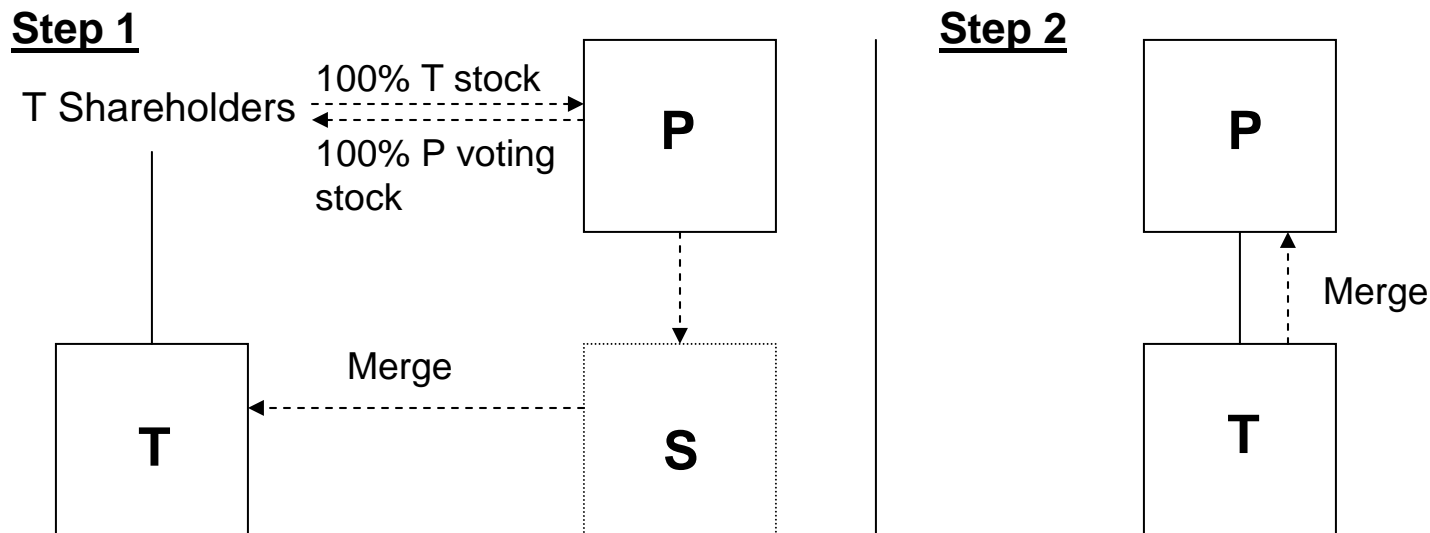 Step 1
T Shareholders
100% T stock
100% P voting
stock
P
Merge
T
S
Step 2
P
Merge
T